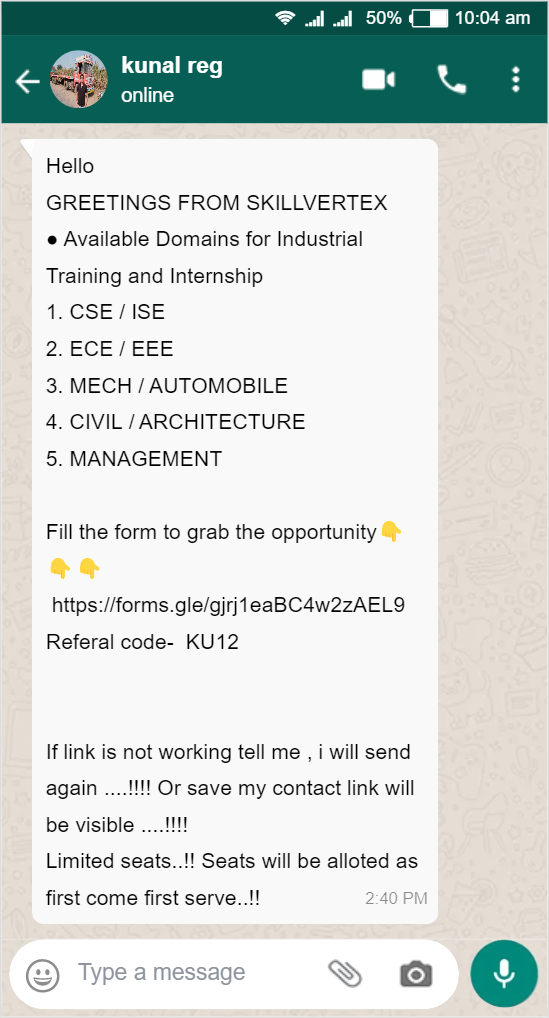 50% 10:04 am
kunal reg
online
Hello
GREETINGS FROM SKILLVERTEX
● Available Domains for Industrial
Training and Internship
1. CSE / ISE
2. ECE / EEE
3. MECH / AUTOMOBILE
4. CIVIL / ARCHITECTURE
5. MANAGEMENT
Fill the form to grab the opportunity👇
👇👇
https://forms.gle/gjrj1eaBC4w2zAEL9
Referal code-  KU12
If link is not working tell me , i will send
again ....!!!! Or save my contact link will
be visible ....!!!!
Limited seats..!! Seats will be alloted as
first come first serve..!!
2:40 PM
Type a message